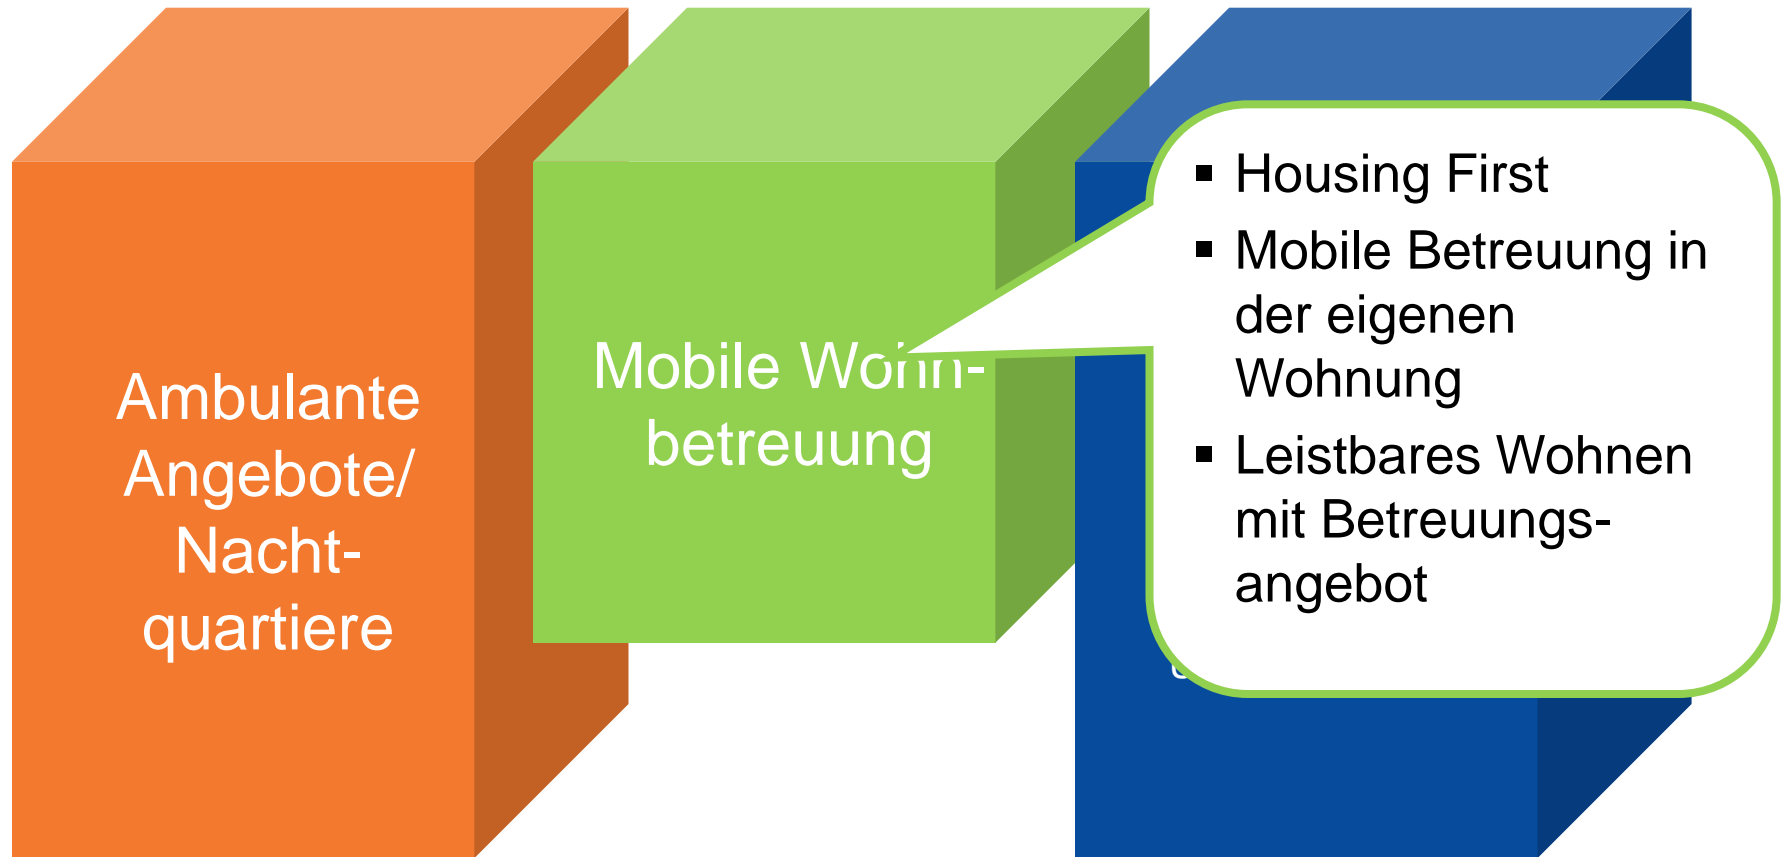 Ambulante
Angebote/
Nacht-
quartiere
Mobile Wohn-
betreuung
▪ Housing First
▪ Mobile Betreuung in
der eigenen
Wohnung
▪ Leistbares Wohnen
mit Betreuungs-
angebot